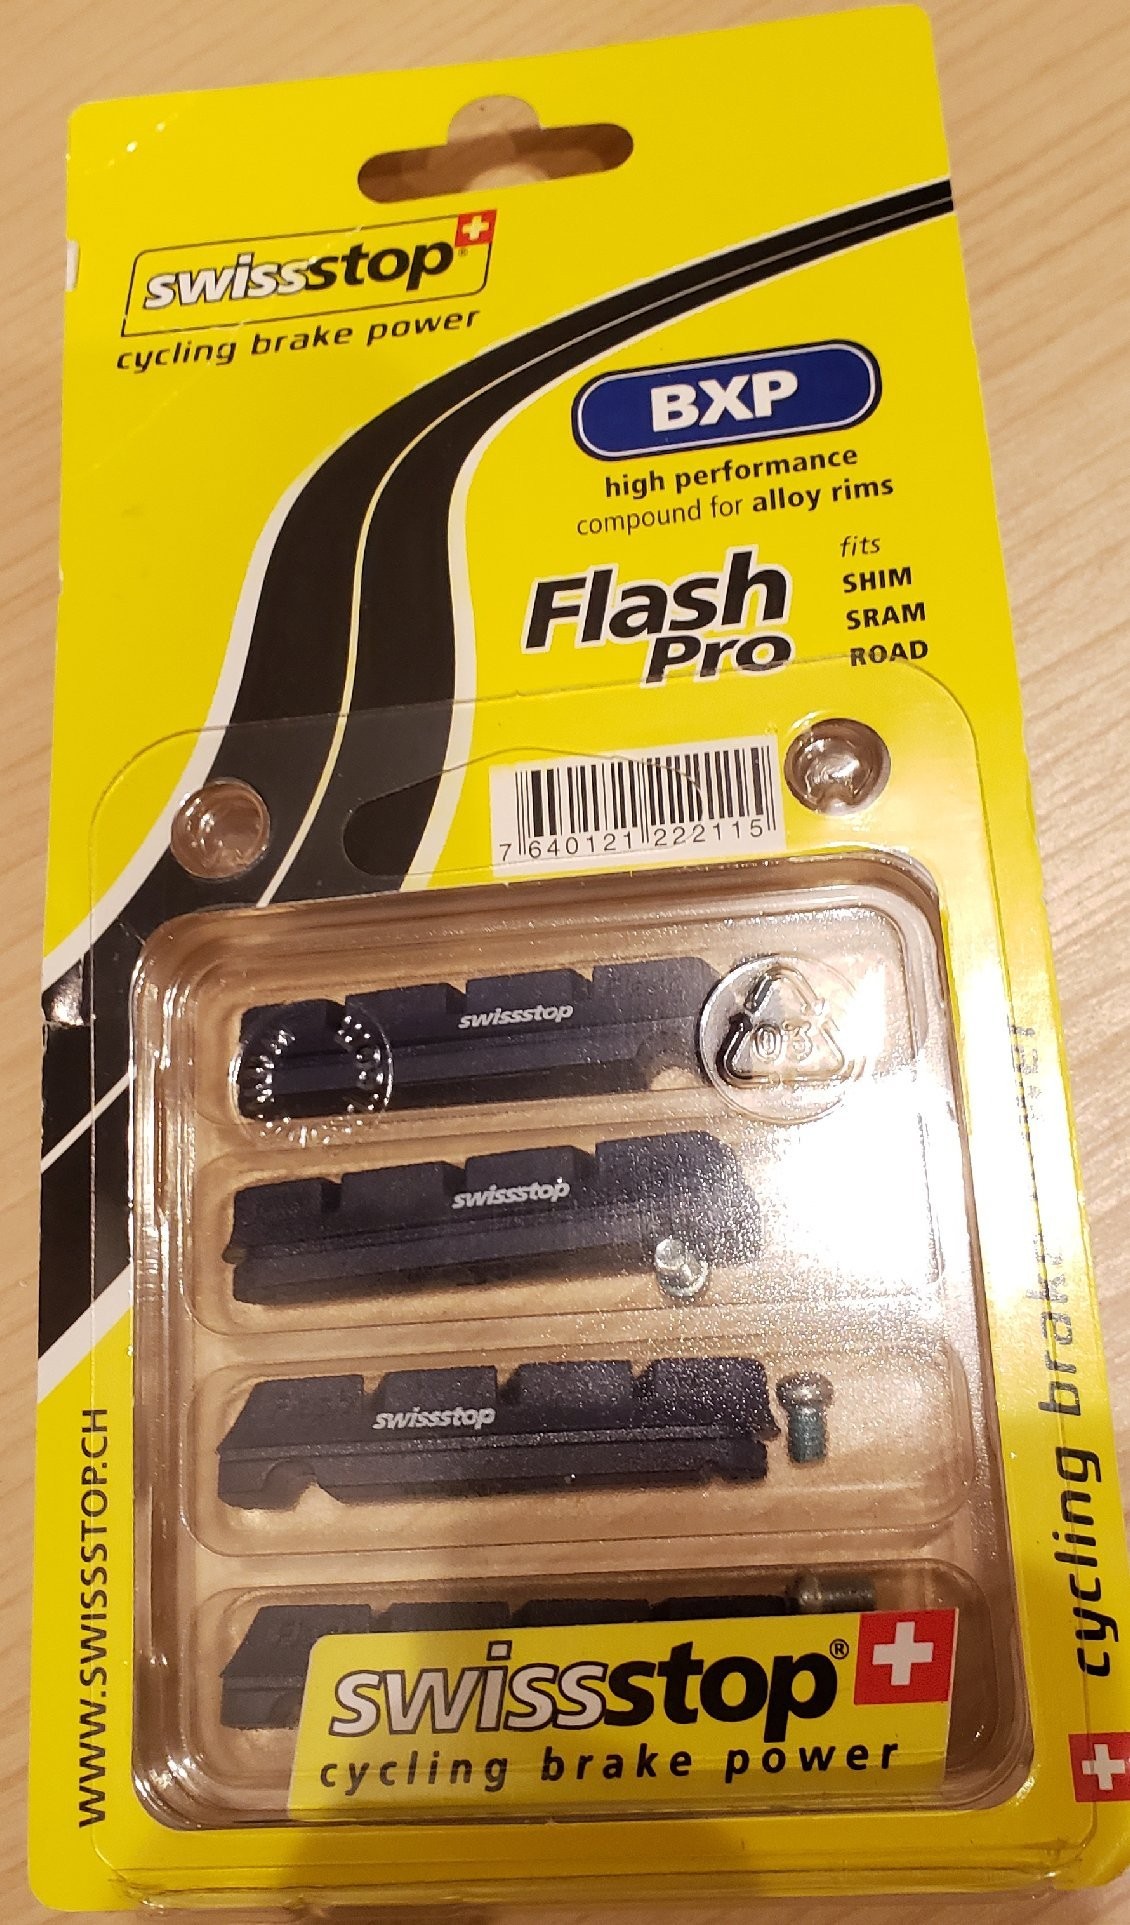 swissstop®
cycling brake power
BXP
high performance
compound for alloy rims
Flash
Pro
fits
SHIM
SRAM
ROAD
7 640121 222115
swissstop
03
swissstop
swissstop
swissstop®
cycling brake power
WWW.SWISSSTOP.CH
cycling brake power